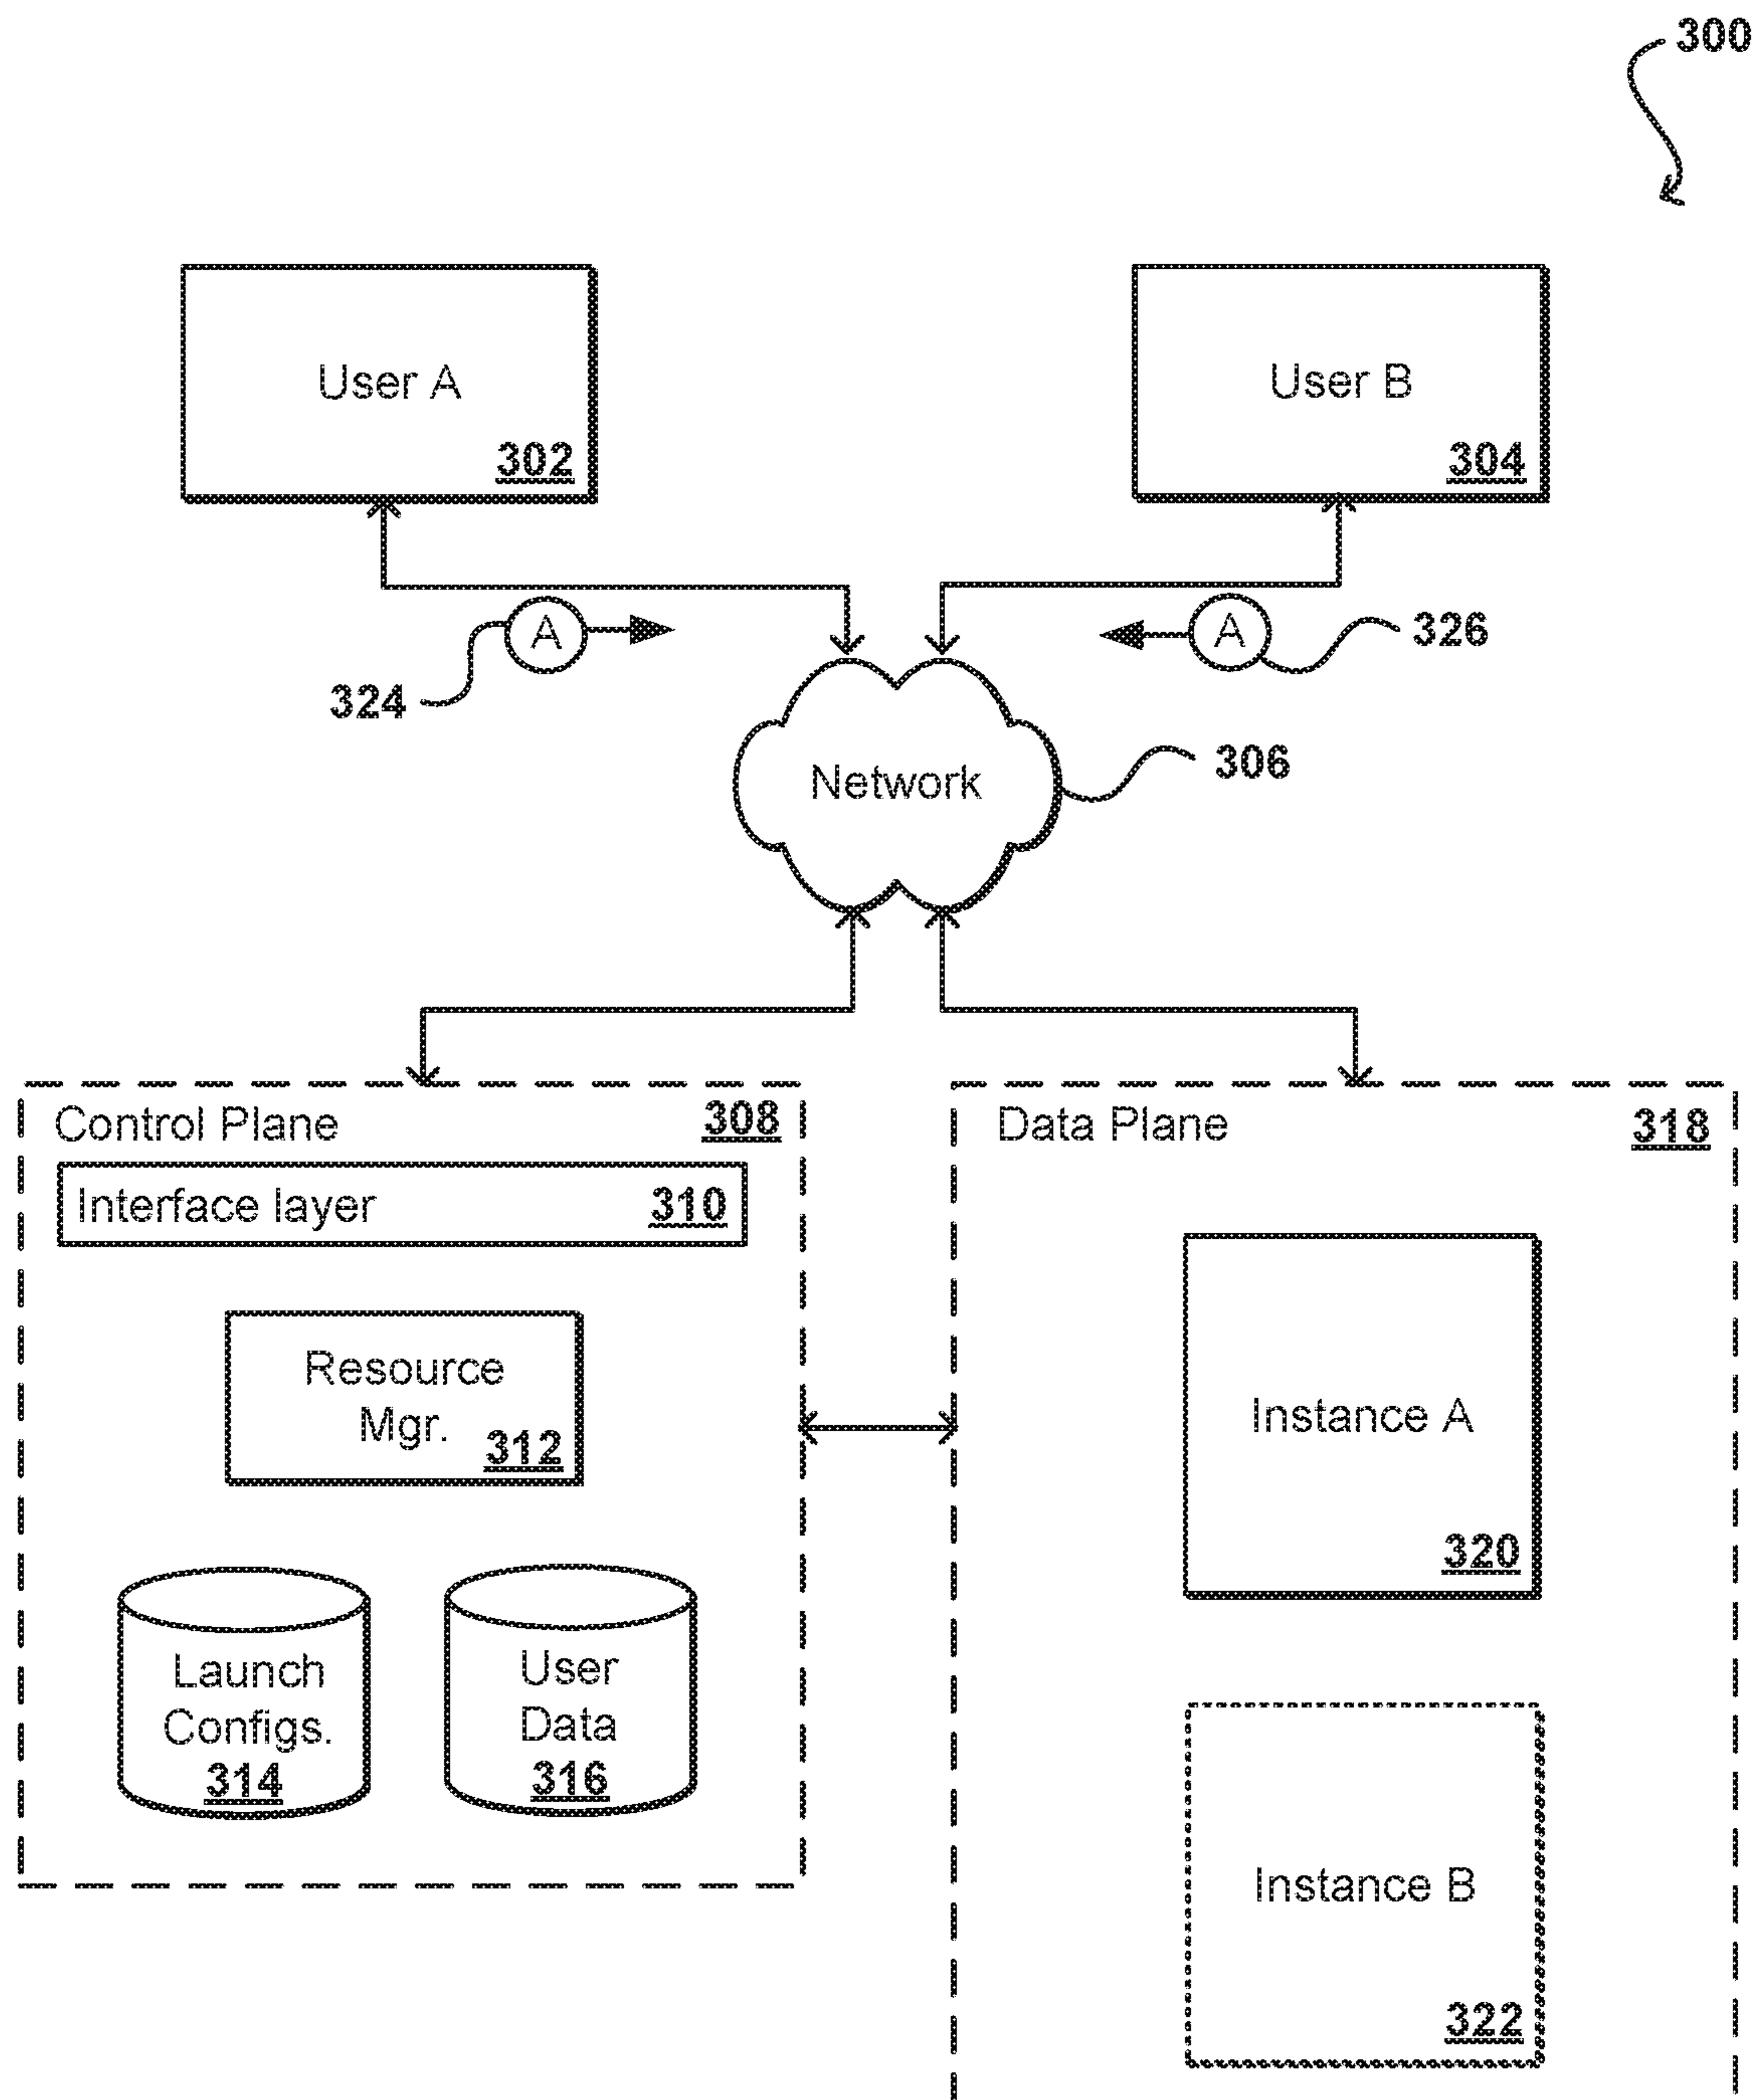 300
User A
302
User B
304
A
324
A
326
Network
306
Control Plane
308
Interface layer
310
Resource
Mgr.
312
Launch
Configs.
314
User
Data
316
Data Plane
318
Instance A
320
Instance B
322